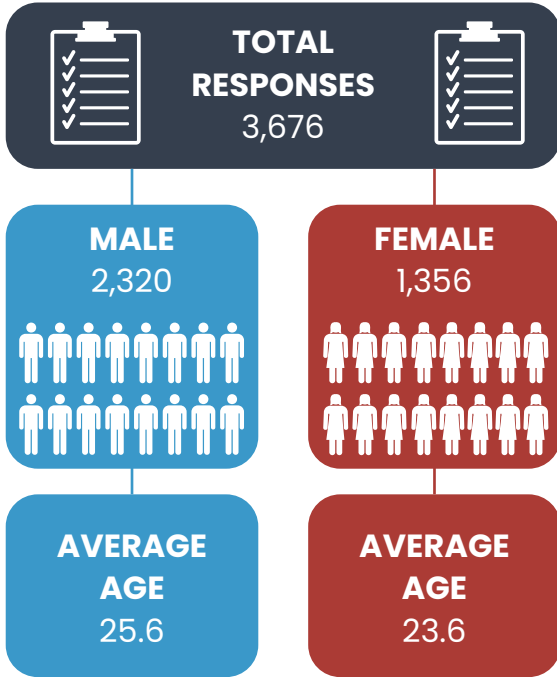 TOTAL
RESPONSES
3,676
MALE
2,320
FEMALE
1,356
AVERAGE
AGE
25.6
AVERAGE
AGE
23.6